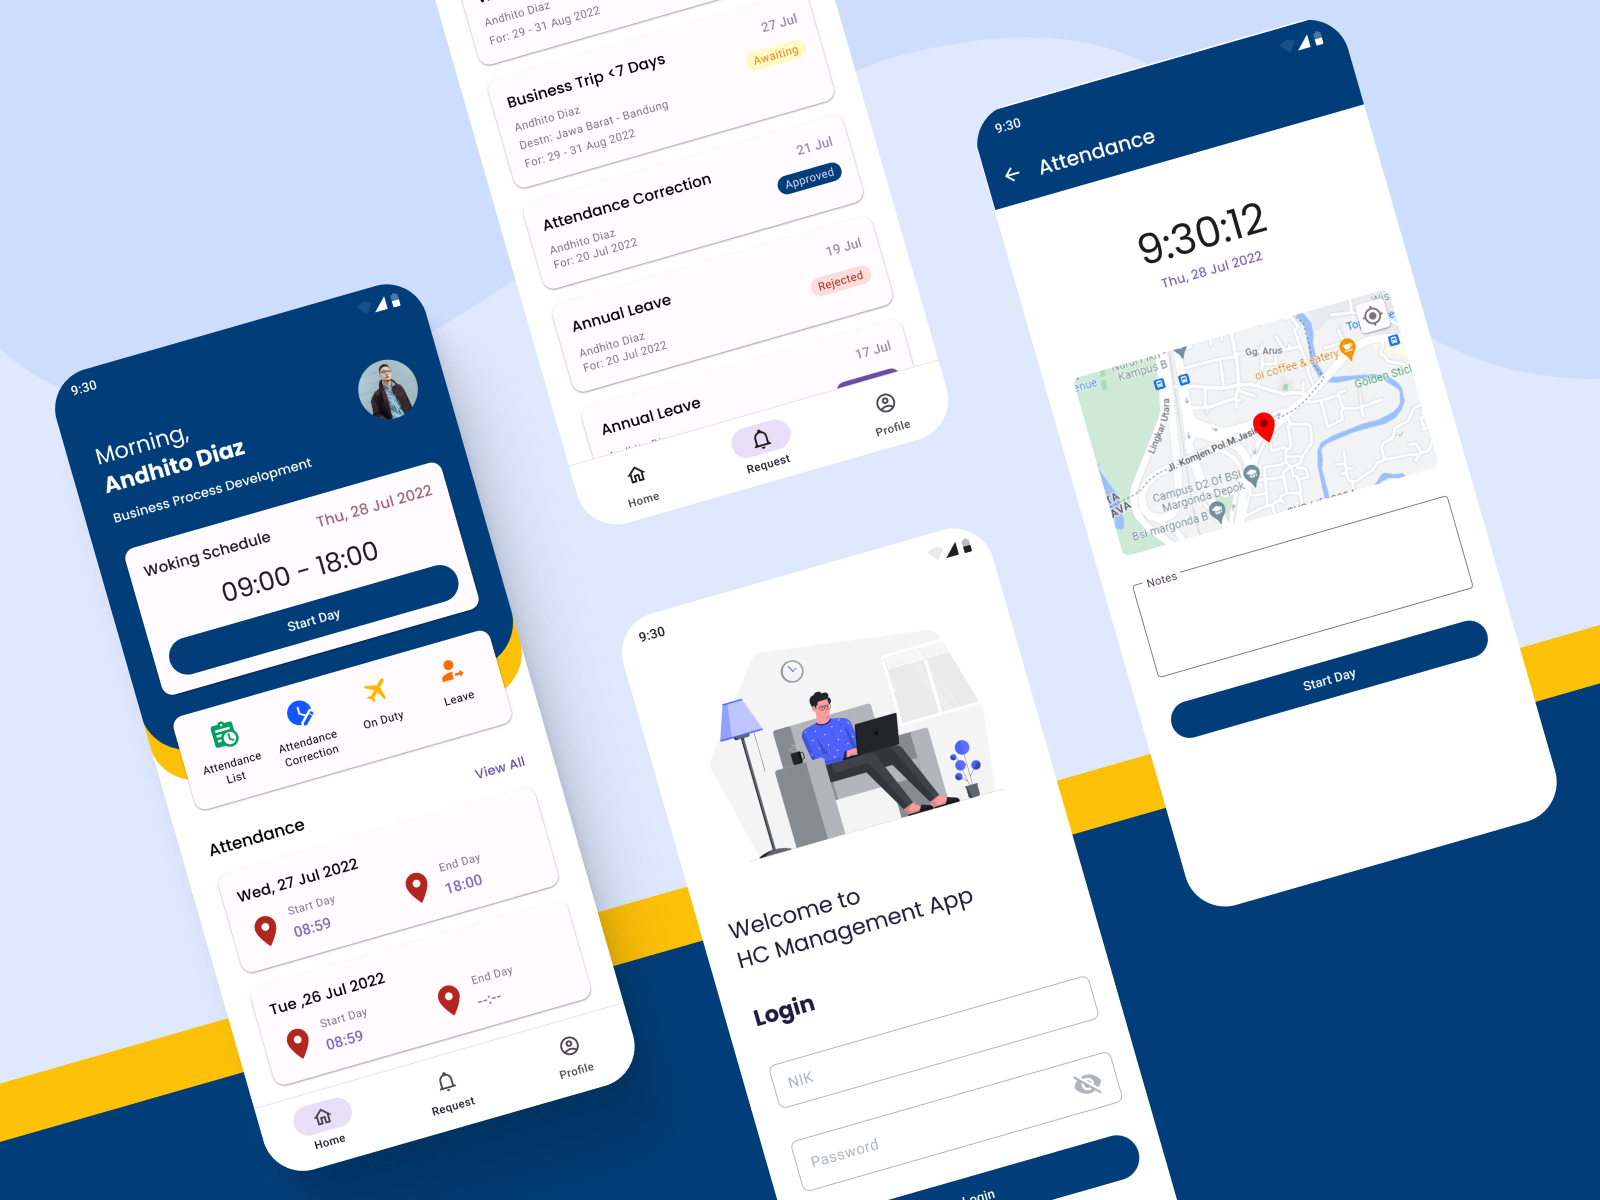 9:30
Morning,
Andhito Diaz
Business Process Development
Woking Schedule
Thu, 28 Jul 2022
09:00 - 18:00
Start Day
Attendance
List
Attendance
Correction
On Duty
Leave
View All
Attendance
Wed, 27 Jul 2022
Start Day
08:59
End Day
18:00
Tue ,26 Jul 2022
Start Day
08:59
End Day
--:--
Home
Request
Profile
Andhito Diaz
For: 29 - 31 Aug 2022
27 Jul
Business Trip <7 Days
Awaiting
Andhito Diaz
Destn: Jawa Barat - Bandung
For: 29 - 31 Aug 2022
21 Jul
Attendance Correction
Approved
Andhito Diaz
For: 20 Jul 2022
19 Jul
Annual Leave
Rejected
Andhito Diaz
For: 20 Jul 2022
17 Jul
Annual Leave
Home
Request
Profile
9:30
Welcome to
HC Management App
Login
NIK
Password
Login
9:30
Attendance
9:30:12
Thu, 28 Jul 2022
Kampus B
Gg. Arus
oi coffee & eatery
Golden Stick
Lingkar Utara
Jl. Komjen.Pol.M.Jasi
Campus D2 Of BSI
Margonda Depok
Bsi margonda B
Notes
Start Day